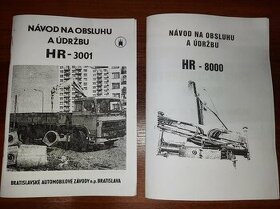 NÁVOD NA OBSLUHU
A ÚDRŽBU
HR - 3001
BRATISLAVSKÉ AUTOMOBILOVÉ ZÁVODY n.p. BRATISLAVA
NÁVOD NA OBSLUHU
A ÚDRŽBU
HR - 8000